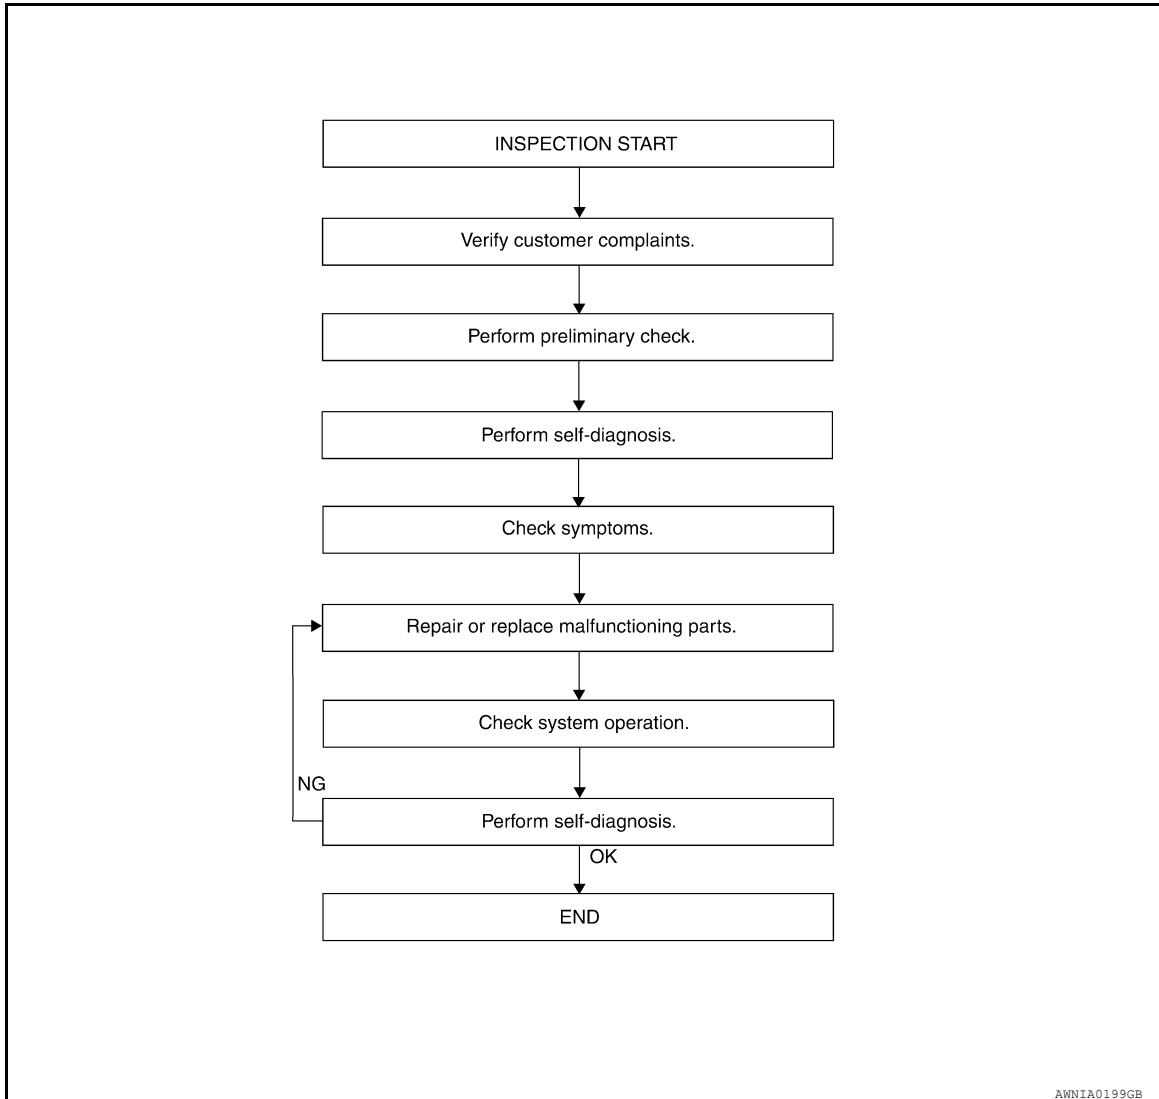 INSPECTION START
Verify customer complaints.
Perform preliminary check.
Perform self-diagnosis.
Check symptoms.
Repair or replace malfunctioning parts.
Check system operation.
NG
Perform self-diagnosis.
OK
END
AWNIA0199GB